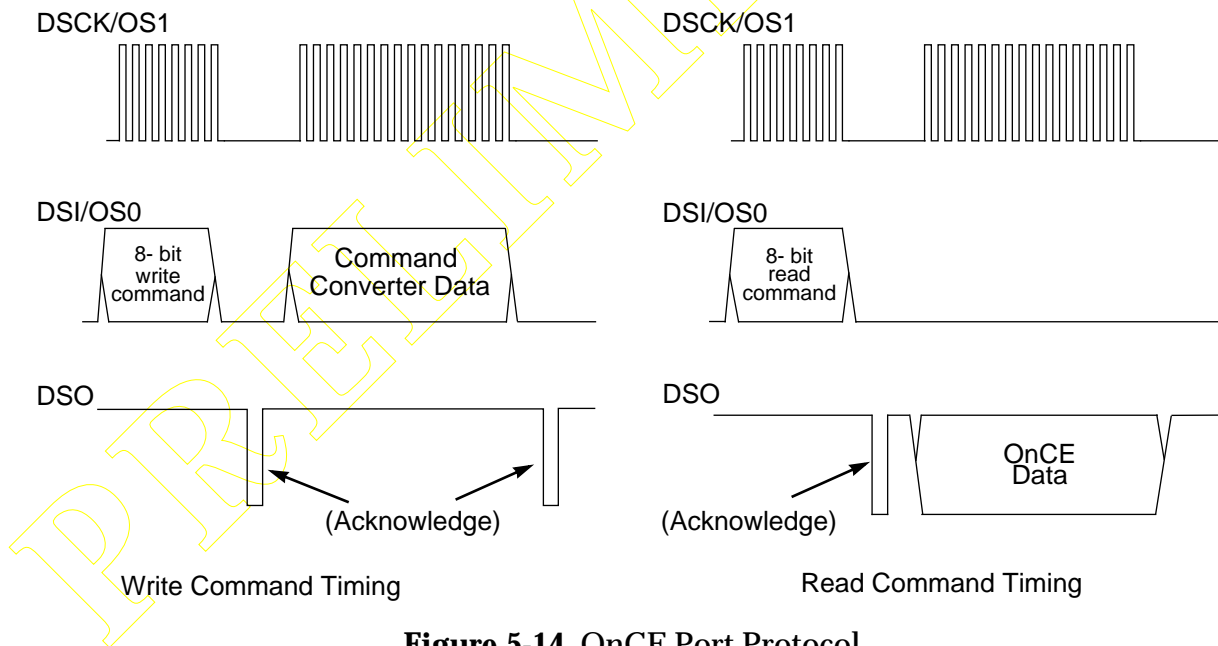 DSCK/OS1
DSI/OS0
8- bit
write
command
Command
Converter Data
DSO
(Acknowledge)
Write Command Timing
DSCK/OS1
DSI/OS0
8- bit
read
command
DSO
OnCE
Data
(Acknowledge)
Read Command Timing
Figure 5-14 OnCE Port Protocol
PRELIM